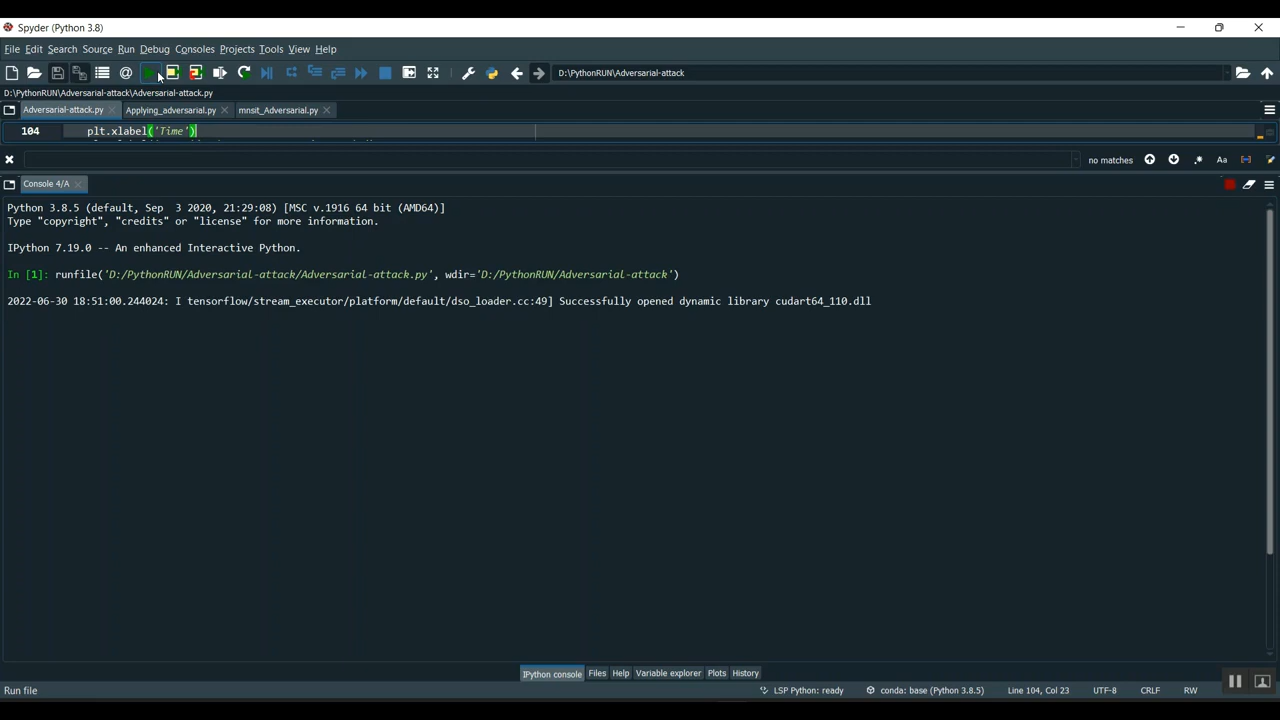 Spyder (Python 3.8)
File Edit Search Source Run Debug Consoles Projects Tools View Help
D:\PythonRUN\Adversarial-attack
D:\PythonRUN\Adversarial-attack\Adversarial-attack.py
Adversarial-attack.py Applying_adversarial.py mnsit_Adversarial.py
104 plt.xlabel('Time')
no matches .* Aa
Console 4/A
Python 3.8.5 (default, Sep 3 2020, 21:29:08) [MSC v.1916 64 bit (AMD64)]
Type "copyright", "credits" or "license" for more information.
IPython 7.19.0 -- An enhanced Interactive Python.
In [1]: runfile('D:/PythonRUN/Adversarial-attack/Adversarial-attack.py', wdir='D:/PythonRUN/Adversarial-attack')
2022-06-30 18:51:00.244024: I tensorflow/stream_executor/platform/default/dso_loader.cc:49] Successfully opened dynamic library cudart64_110.dll
IPython console Files Help Variable explorer Plots History
Run file LSP Python: ready conda: base (Python 3.8.5) Line 104, Col 23 UTF-8 CRLF RW